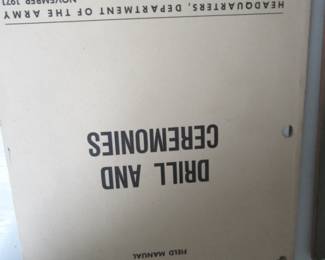 FIELD MANUAL
DRILL AND
CEREMONIES
HEADQUARTERS, DEPARTMENT OF THE ARMY
NOVEMBER 1971